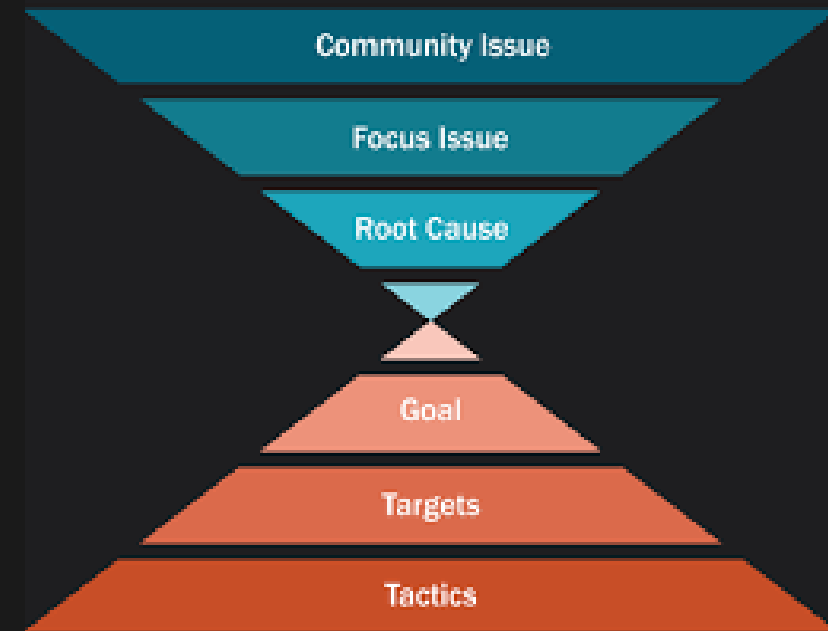 Community Issue
Focus Issue
Root Cause
Goal
Targets
Tactics